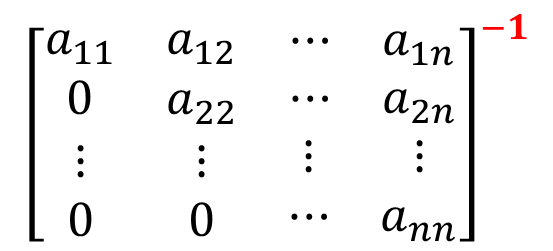 [a₁₁ a₁₂ ⋯ a₁ₙ]⁻¹
0 a₂₂ ⋯ a₂ₙ
⋮ ⋮ ⋮ ⋮
0 0 ⋯ aₙₙ